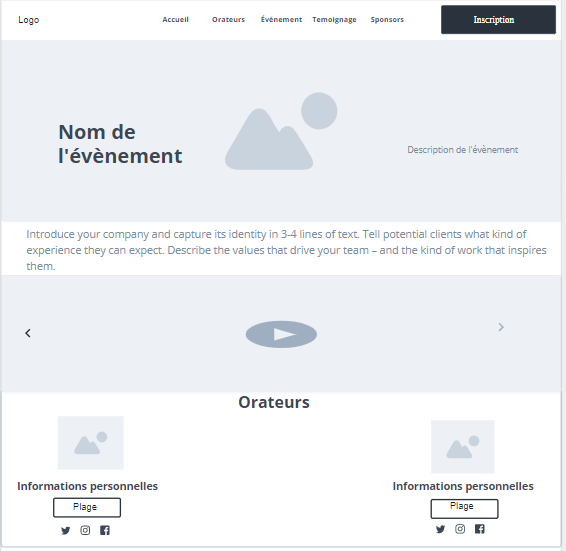 Logo
Accueil
Orateurs
Événement
Temoignage
Sponsors
Inscription
Nom de
l'évènement
Description de l'évènement
Introduce your company and capture its identity in 3-4 lines of text. Tell potential clients what kind of
experience they can expect. Describe the values that drive your team – and the kind of work that inspires
them.
Orateurs
Informations personnelles
Plage
Informations personnelles
Plage